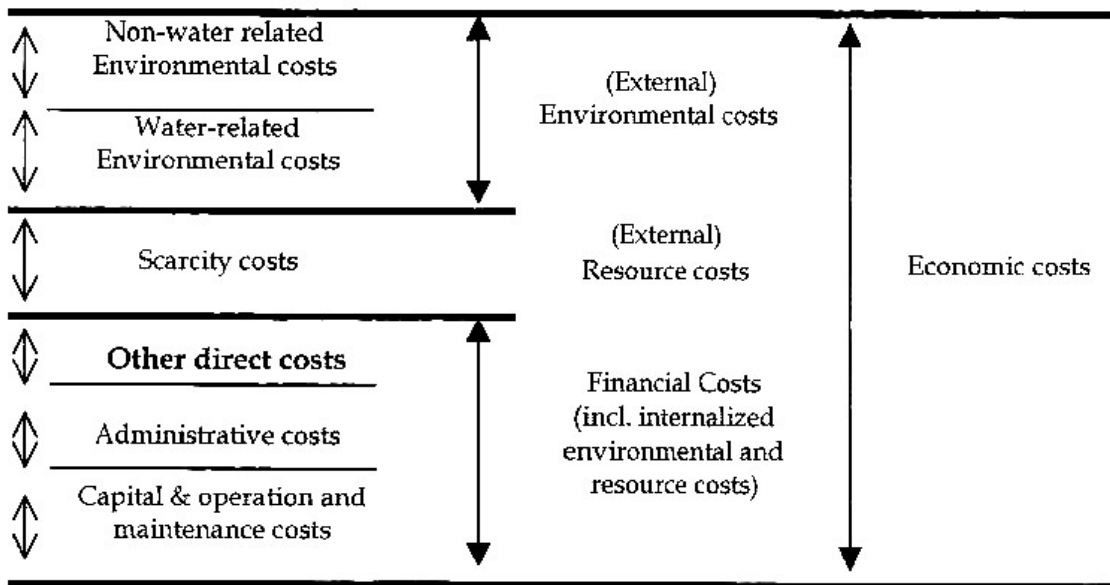 Non-water related
Environmental costs
Water-related
Environmental costs
(External)
Environmental costs
Scarcity costs
(External)
Resource costs
Economic costs
Other direct costs
Administrative costs
Capital & operation and
maintenance costs
Financial Costs
(incl. internalized
environmental and
resource costs)